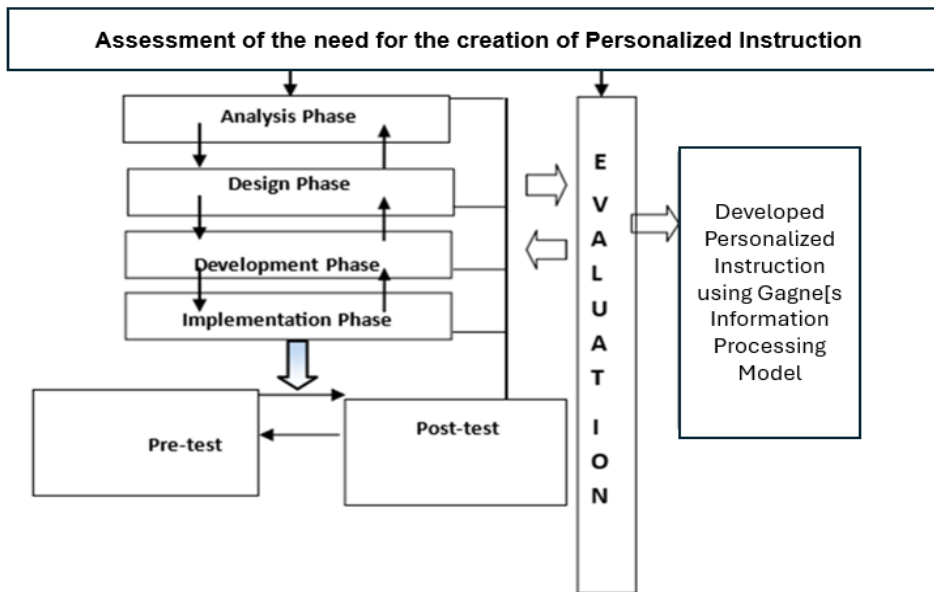 Assessment of the need for the creation of Personalized Instruction
Analysis Phase
Design Phase
Development Phase
Implementation Phase
Pre-test
Post-test
E
V
A
L
U
A
T
I
O
N
Developed
Personalized
Instruction
using Gagne[s
Information
Processing
Model